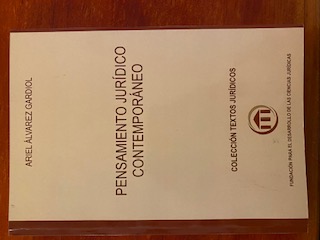 ARIEL ÁLVAREZ GARDIOL
PENSAMIENTO JURÍDICO
CONTEMPORÁNEO
COLECCIÓN TEXTOS JURÍDICOS
FUNDACIÓN PARA EL DESARROLLO DE LAS CIENCIAS JURÍDICAS